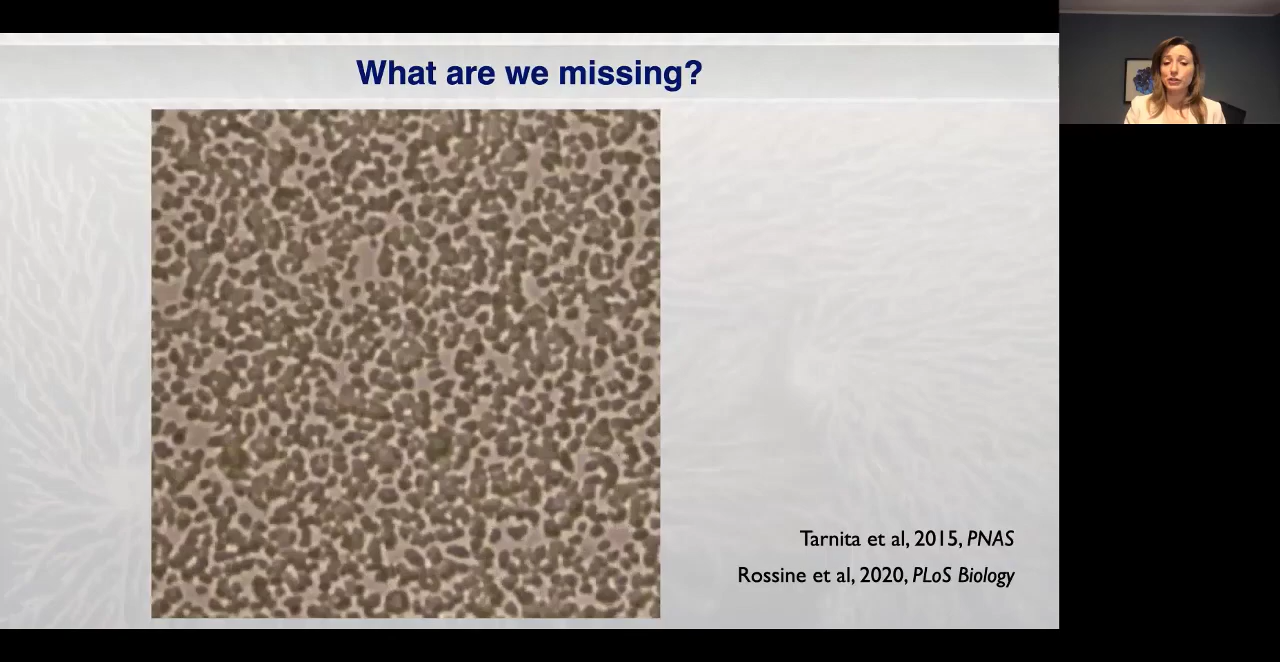 What are we missing?
Tarnita et al, 2015, PNAS
Rossine et al, 2020, PLoS Biology